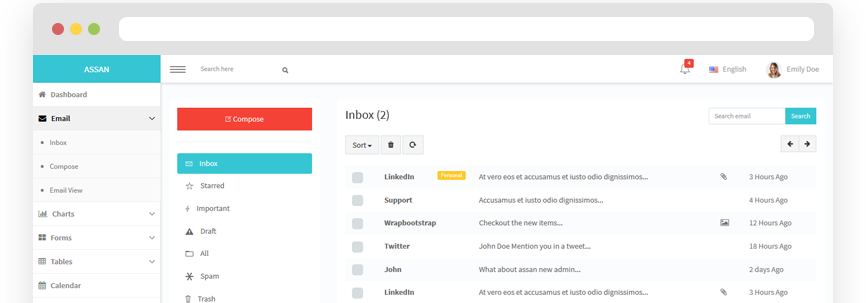 ASSAN
Search here
4
English
Emily Doe
Dashboard
Email
Inbox
Compose
Email View
Charts
Forms
Tables
Calendar
Compose
Inbox
Starred
Important
Draft
All
Spam
Trash
Inbox (2)
Search email
Search
Sort
LinkedIn Personal At vero eos et accusamus et iusto odio dignissimos... 3 Hours Ago
Support Accusamus et iusto odio dignissimos... 4 Hours Ago
Wrapbootstrap Checkout the new items... 12 Hours Ago
Twitter John Doe Mention you in a tweet... 18 Hours Ago
John What about assan new admin... 2 days Ago
LinkedIn At vero eos et accusamus et iusto odio dignissimos... 3 Hours Ago